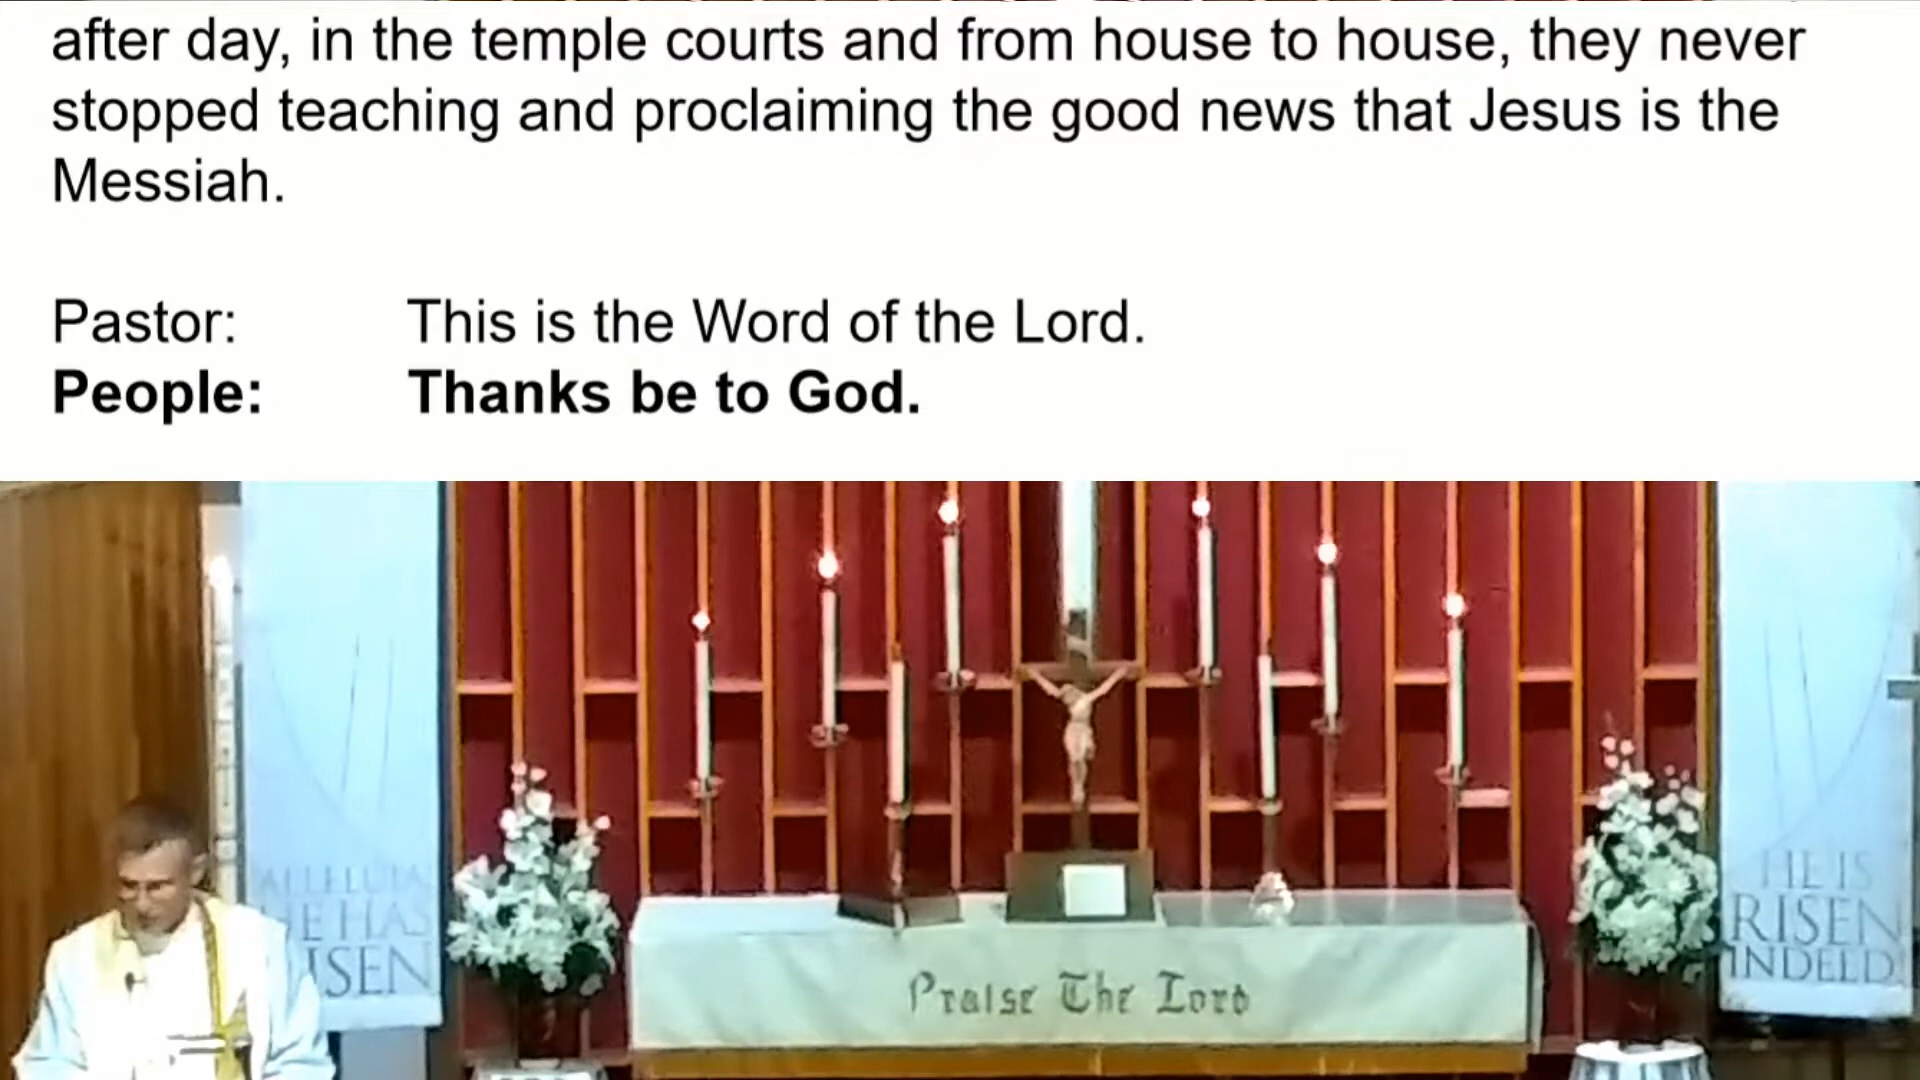 after day, in the temple courts and from house to house, they never
stopped teaching and proclaiming the good news that Jesus is the
Messiah.
Pastor: This is the Word of the Lord.
People: Thanks be to God.
ALLELUIA
HE HAS
RISEN
Praise The Lord
HE IS
RISEN
INDEED